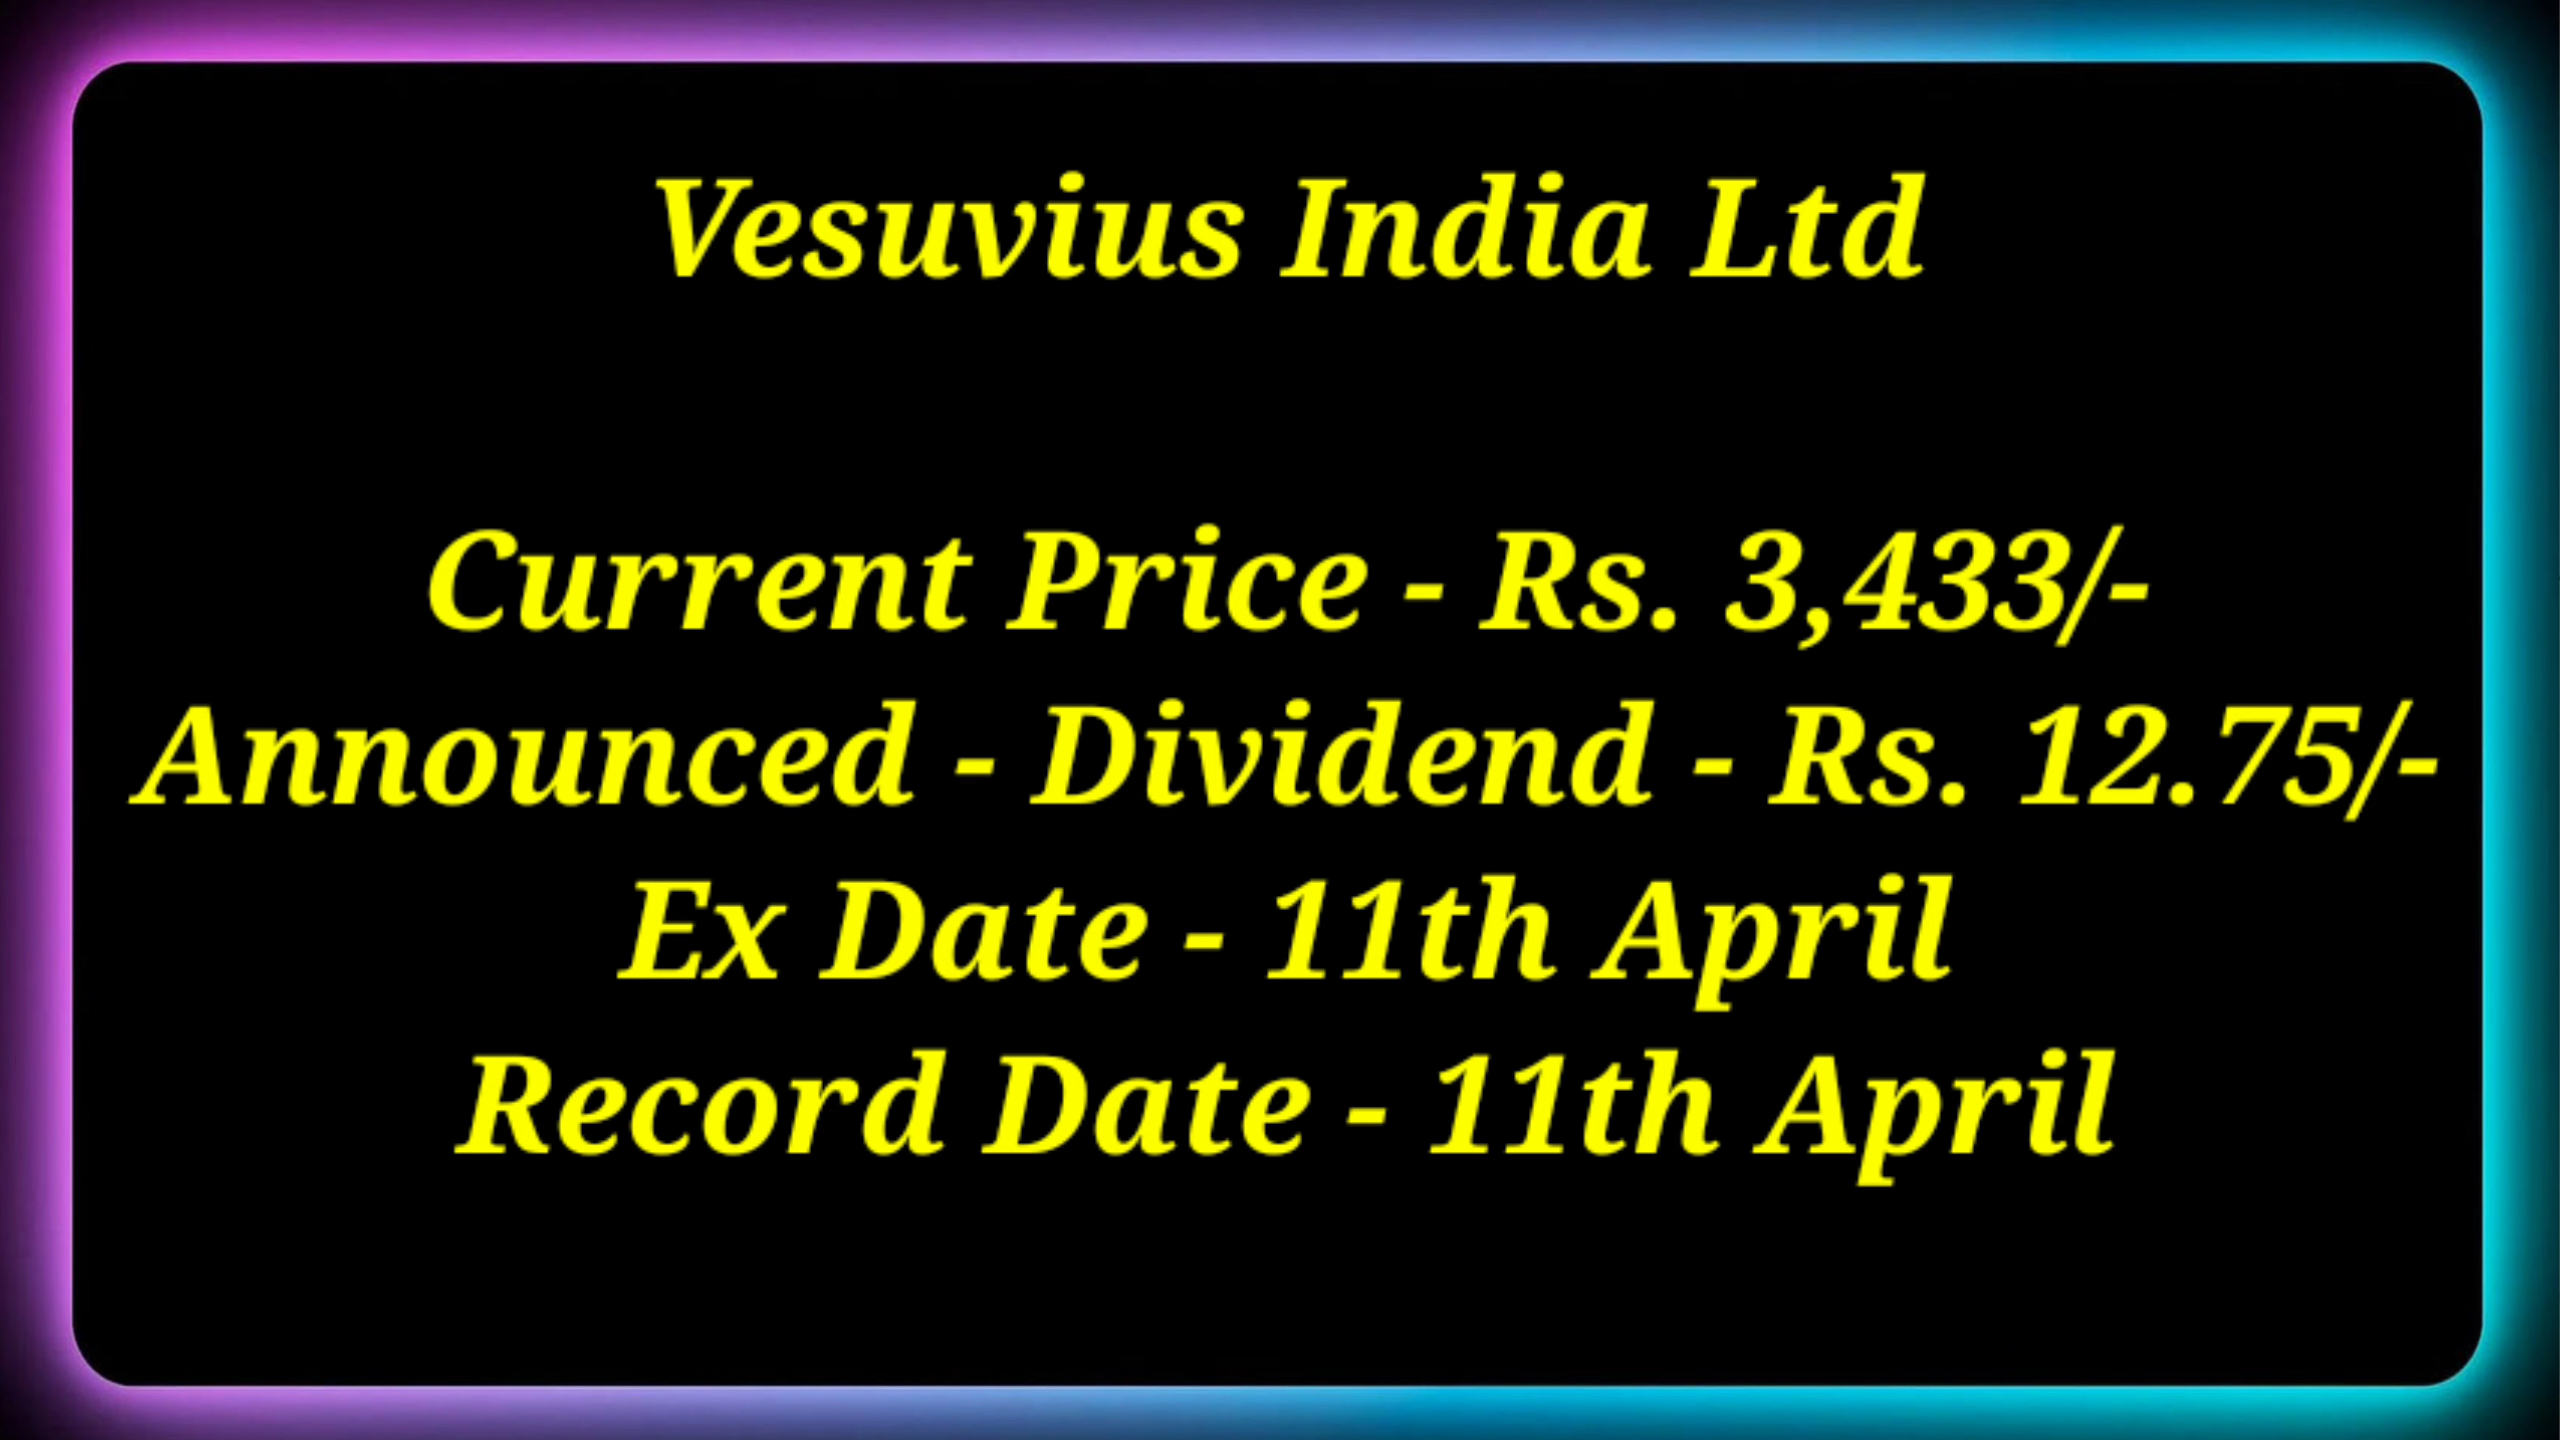 Vesuvius India Ltd
Current Price - Rs. 3,433/-
Announced - Dividend - Rs. 12.75/-
Ex Date - 11th April
Record Date - 11th April